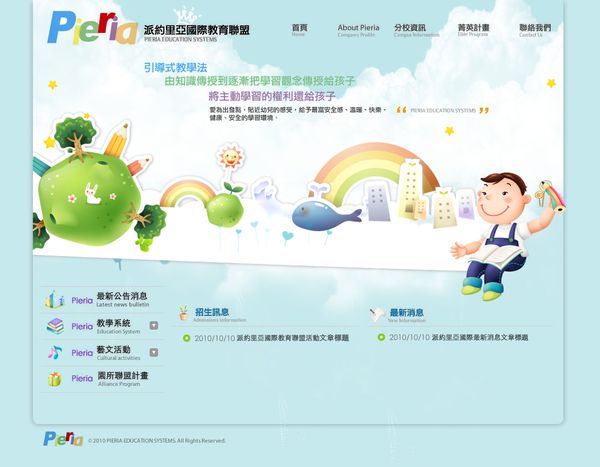 Pieria 派約里亞國際教育聯盟
PIERIA EDUCATION SYSTEMS
首頁 About Pieria 分校資訊 菁英計畫 聯絡我們
Home Company Profile Campus Information Elite Program Contact Us
引導式教學法
由知識傳授到逐漸把學習觀念傳授給孩子
將主動學習的權利還給孩子
愛為出發點，貼近幼兒的感受，給予最富安全感、溫暖、快樂、
健康、安全的學習環境。
PIERIA EDUCATION SYSTEMS
Pieria 最新公告消息
Latest news bulletin
Pieria 教學系統
Education System
Pieria 藝文活動
Cultural activities
Pieria 園所聯盟計畫
Alliance Program
招生訊息
Admissions Information
2010/10/10 派約里亞國際教育聯盟活動文章標題
最新消息
New Information
2010/10/10 派約里亞國際最新消息文章標題
Pieria © 2010 PIERIA EDUCATION SYSTEMS. All Rights Reserved.